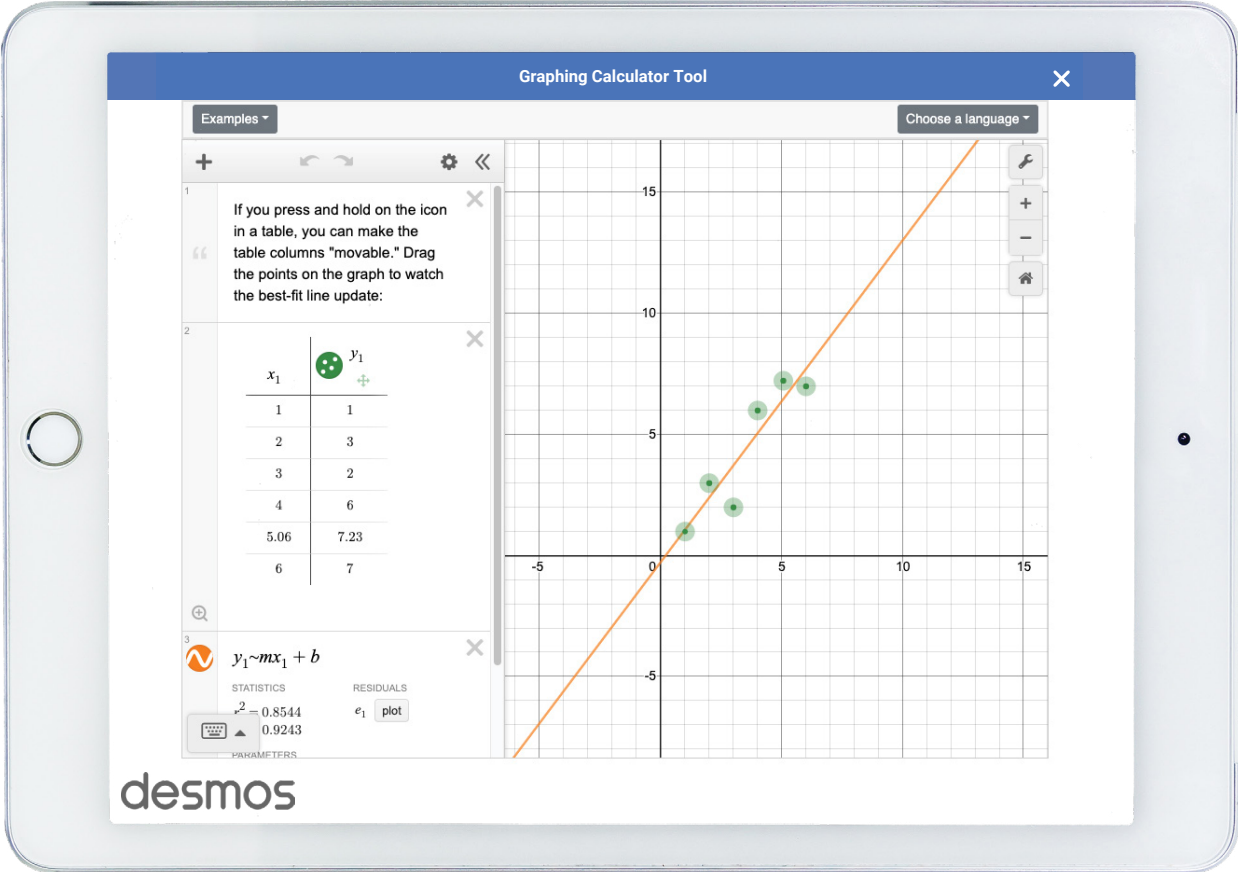 Graphing Calculator Tool
Examples
Choose a language
1
If you press and hold on the icon
in a table, you can make the
table columns "movable." Drag
the points on the graph to watch
the best-fit line update:
2
x₁ y₁
1 1
2 3
3 2
4 6
5.06 7.23
6 7
3
y₁~mx₁ + b
STATISTICS RESIDUALS
r² = 0.8544 e₁ plot
0.9243
PARAMETERS
15
10
5
-5 0 5 10 15
-5
desmos